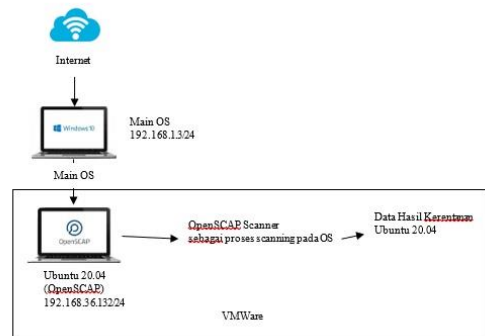 Internet
Windows 10
Main OS
192.168.1.3/24
Main OS
OpenSCAP
Ubuntu 20.04
(OpenSCAP)
192.168.36.132/24
OpenSCAP Scanner
sebagai proses scanning pada OS
Data Hasil Kerentanan
Ubuntu 20.04
VMWare